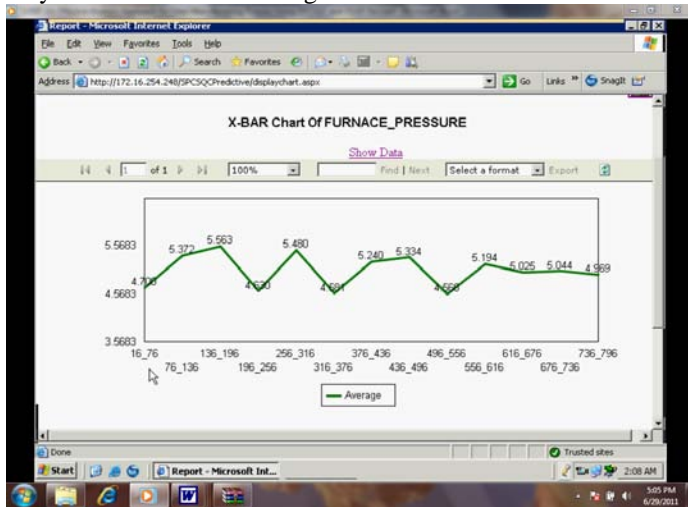 Report - Microsoft Internet Explorer
File Edit View Favorites Tools Help
Back Search Favorites
Address http://172.16.254.248/SPCSQCPredictive/displaychart.aspx Go Links » SnagIt
X-BAR Chart Of FURNACE_PRESSURE
Show Data
1 of 1 100% Find | Next Select a format Export
5.5683
4.5683
3.5683
5.372 5.563 5.480 5.240 5.334 5.194 5.025 5.044 4.969
16_76 136_196 256_316 376_436 496_556 616_676 736_796
76_136 196_256 316_376 436_496 556_616 676_736
Average
Done Trusted sites
Start Report - Microsoft Int... 2:08 AM
5:05 PM
6/29/2011